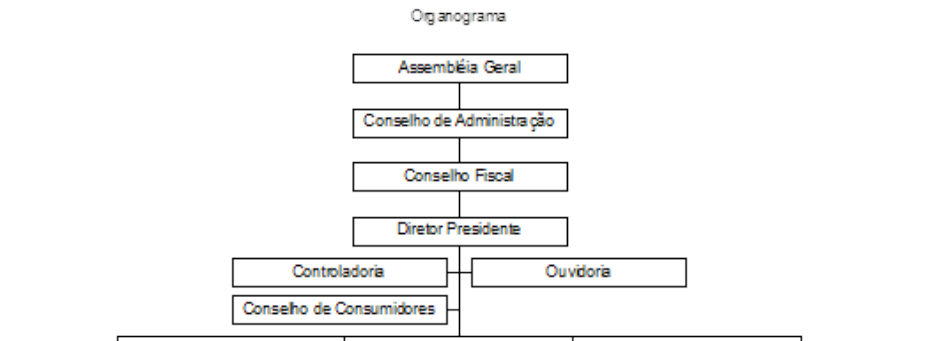 Organograma
Assembléia Geral
Conselho de Administração
Conselho Fiscal
Diretor Presidente
Controladoria
Ouvidoria
Conselho de Consumidores